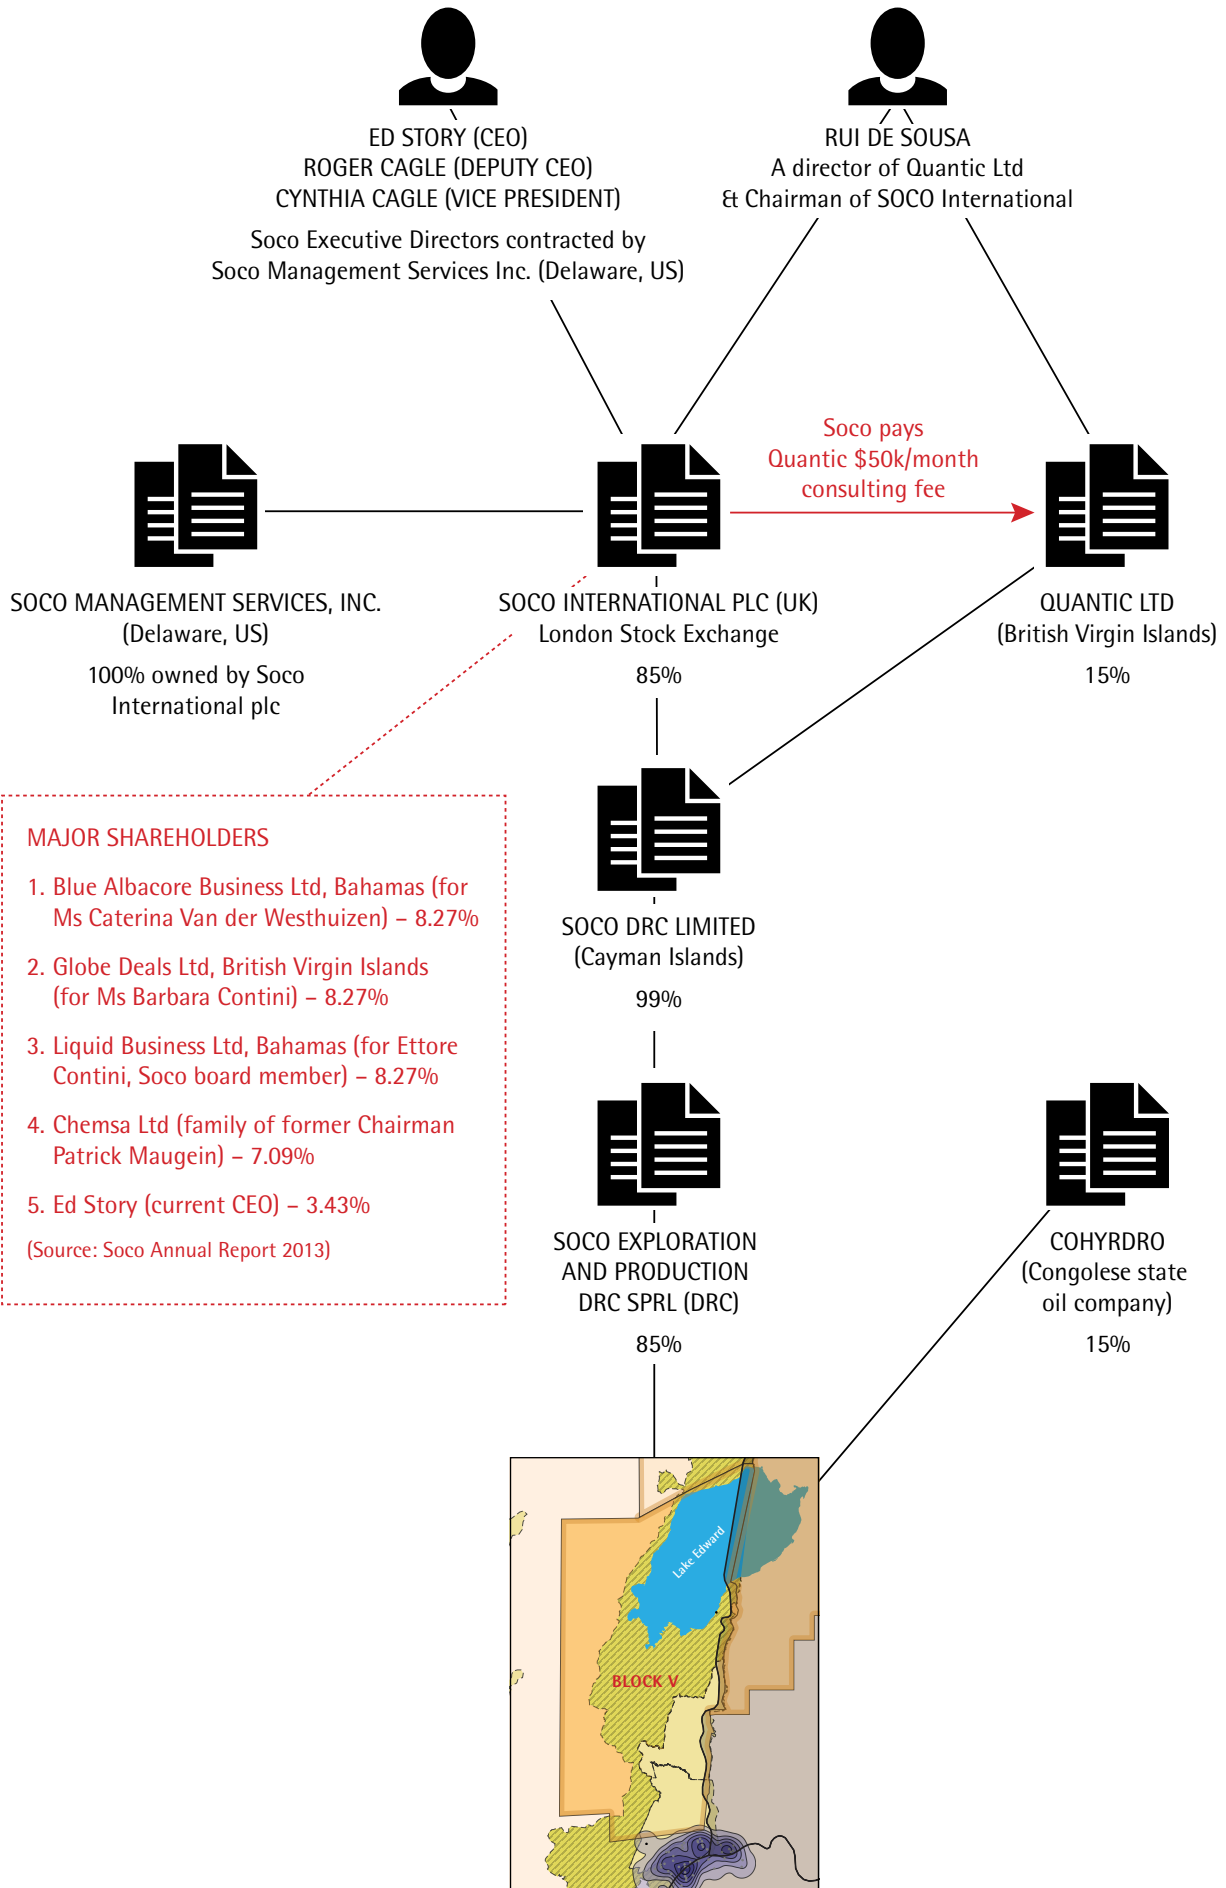 ED STORY (CEO)
ROGER CAGLE (DEPUTY CEO)
CYNTHIA CAGLE (VICE PRESIDENT)
Soco Executive Directors contracted by
Soco Management Services Inc. (Delaware, US)
RUI DE SOUSA
A director of Quantic Ltd
& Chairman of SOCO International
Soco pays
Quantic $50k/month
consulting fee
SOCO MANAGEMENT SERVICES, INC.
(Delaware, US)
100% owned by Soco
International plc
SOCO INTERNATIONAL PLC (UK)
London Stock Exchange
85%
QUANTIC LTD
(British Virgin Islands)
15%
MAJOR SHAREHOLDERS
1. Blue Albacore Business Ltd, Bahamas (for
Ms Caterina Van der Westhuizen) – 8.27%
2. Globe Deals Ltd, British Virgin Islands
(for Ms Barbara Contini) – 8.27%
3. Liquid Business Ltd, Bahamas (for Ettore
Contini, Soco board member) – 8.27%
4. Chemsa Ltd (family of former Chairman
Patrick Maugein) – 7.09%
5. Ed Story (current CEO) – 3.43%
(Source: Soco Annual Report 2013)
SOCO DRC LIMITED
(Cayman Islands)
99%
SOCO EXPLORATION
AND PRODUCTION
DRC SPRL (DRC)
85%
COHYRDRO
(Congolese state
oil company)
15%
Lake Edward
BLOCK V